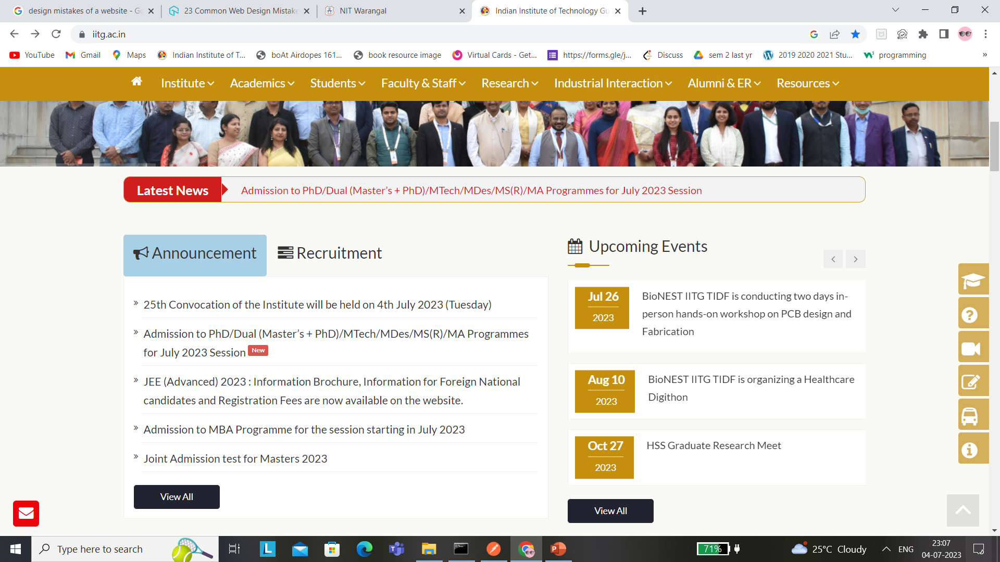 design mistakes of a website - Go
23 Common Web Design Mistake
NIT Warangal
Indian Institute of Technology Gu
iitg.ac.in
YouTube
Gmail
Maps
Indian Institute of T...
boAt Airdopes 161...
book resource image
Virtual Cards - Get...
https://forms.gle/j...
Discuss
sem 2 last yr
2019 2020 2021 Stu...
programming
»
Institute
Academics
Students
Faculty & Staff
Research
Industrial Interaction
Alumni & ER
Resources
Latest News
Admission to PhD/Dual (Master’s + PhD)/MTech/MDes/MS(R)/MA Programmes for July 2023 Session
Announcement
Recruitment
» 25th Convocation of the Institute will be held on 4th July 2023 (Tuesday)
» Admission to PhD/Dual (Master’s + PhD)/MTech/MDes/MS(R)/MA Programmes
for July 2023 Session New
» JEE (Advanced) 2023 : Information Brochure, Information for Foreign National
candidates and Registration Fees are now available on the website.
» Admission to MBA Programme for the session starting in July 2023
» Joint Admission test for Masters 2023
View All
Upcoming Events
Jul 26
2023
BioNEST IITG TIDF is conducting two days in-
person hands-on workshop on PCB design and
Fabrication
Aug 10
2023
BioNEST IITG TIDF is organizing a Healthcare
Digithon
Oct 27
2023
HSS Graduate Research Meet
View All
Type here to search
71%
25°C Cloudy
ENG
23:07
04-07-2023